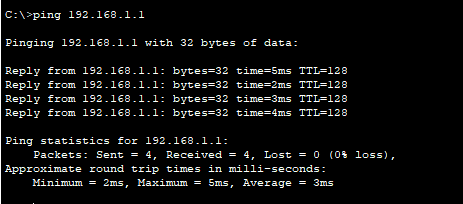 C:\>ping 192.168.1.1
Pinging 192.168.1.1 with 32 bytes of data:
Reply from 192.168.1.1: bytes=32 time=5ms TTL=128
Reply from 192.168.1.1: bytes=32 time=2ms TTL=128
Reply from 192.168.1.1: bytes=32 time=3ms TTL=128
Reply from 192.168.1.1: bytes=32 time=4ms TTL=128
Ping statistics for 192.168.1.1:
Packets: Sent = 4, Received = 4, Lost = 0 (0% loss),
Approximate round trip times in milli-seconds:
Minimum = 2ms, Maximum = 5ms, Average = 3ms